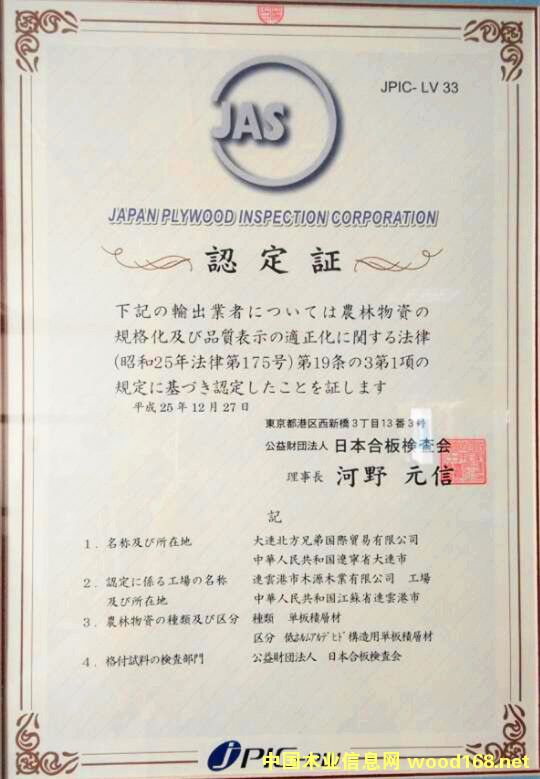 JPIC- LV 33
JAS
JAPAN PLYWOOD INSPECTION CORPORATION
認定証
下記の輸出業者については農林物資の
規格化及び品質表示の適正化に関する法律
(昭和25年法律第175号)第19条の3第1項の
規定に基づき認定したことを証します
平成25年12月27日
東京都港区西新橋3丁目13番3号
公益財団法人 日本合板検査会
理事長 河野 元信
記
1. 名称及び所在地 大連北方兄弟国際貿易有限公司
中華人民共和国遼寧省大連市
2. 認定に係る工場の名称 連雲港市木源木業有限公司 工場
及び所在地 中華人民共和国江蘇省連雲港市
3. 農林物資の種類及び区分 種類 単板積層材
区分 低ホルムアルデヒド構造用単板積層材
4. 格付試料の検査部門 公益財団法人 日本合板検査会
JPIC
中国木业信息网 wood168.net